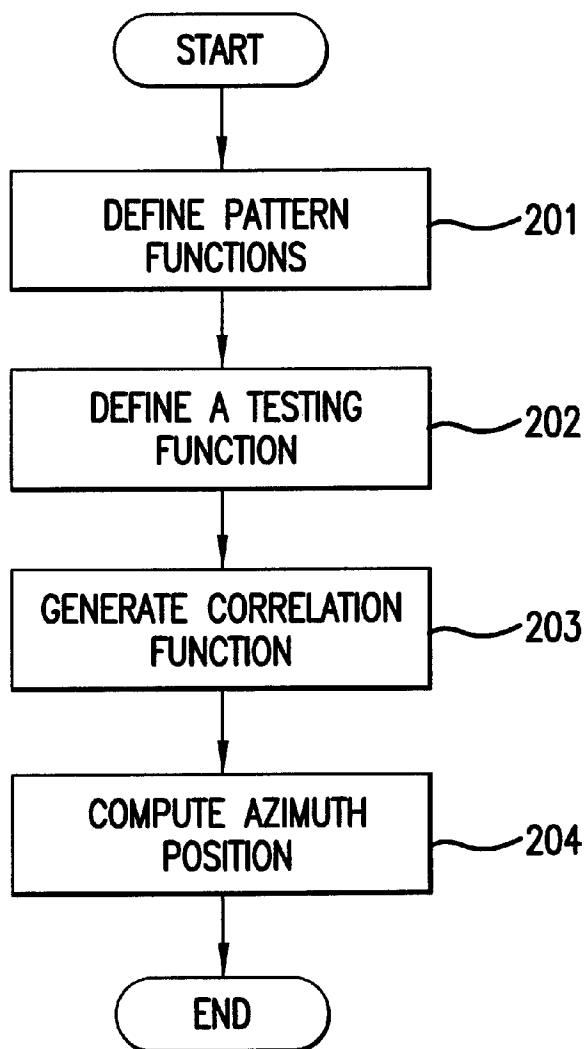 START
DEFINE PATTERN
FUNCTIONS
201
DEFINE A TESTING
FUNCTION
202
GENERATE CORRELATION
FUNCTION
203
COMPUTE AZIMUTH
POSITION
204
END